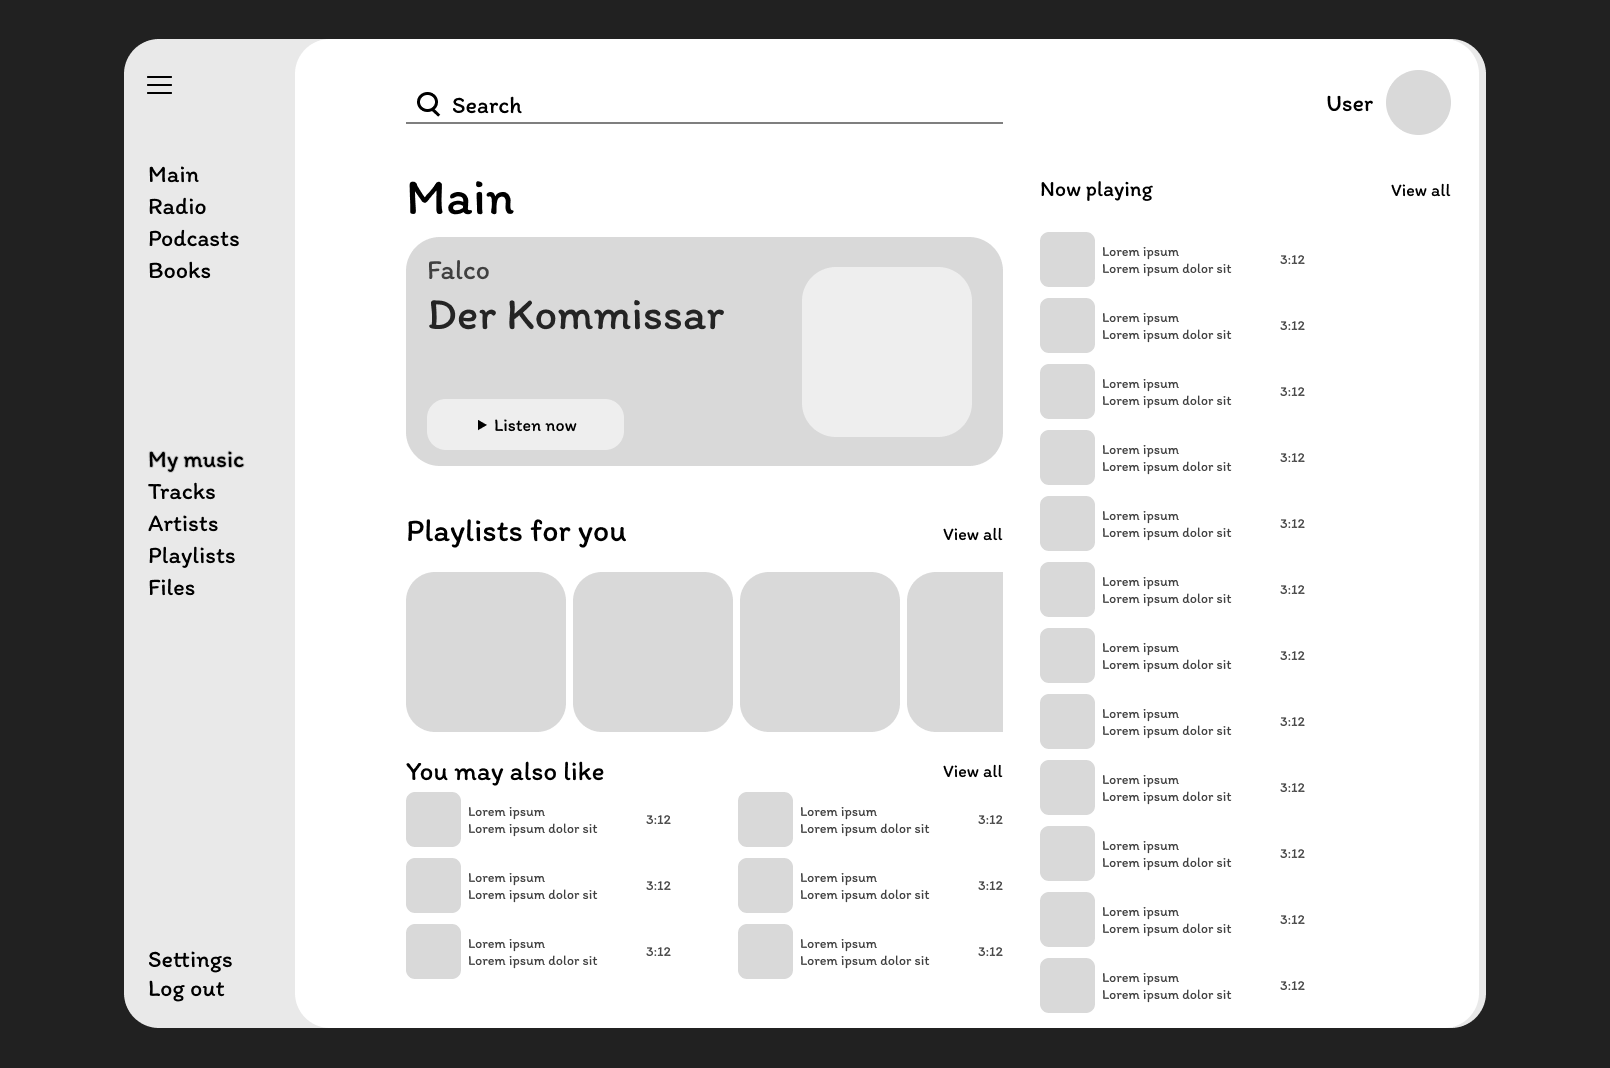 Search
User
Main
Radio
Podcasts
Books
My music
Tracks
Artists
Playlists
Files
Settings
Log out
Main
Falco
Der Kommissar
Listen now
Playlists for you
View all
You may also like
View all
Lorem ipsum
Lorem ipsum dolor sit
3:12
Lorem ipsum
Lorem ipsum dolor sit
3:12
Lorem ipsum
Lorem ipsum dolor sit
3:12
Lorem ipsum
Lorem ipsum dolor sit
3:12
Lorem ipsum
Lorem ipsum dolor sit
3:12
Lorem ipsum
Lorem ipsum dolor sit
3:12
Now playing
View all
Lorem ipsum
Lorem ipsum dolor sit
3:12
Lorem ipsum
Lorem ipsum dolor sit
3:12
Lorem ipsum
Lorem ipsum dolor sit
3:12
Lorem ipsum
Lorem ipsum dolor sit
3:12
Lorem ipsum
Lorem ipsum dolor sit
3:12
Lorem ipsum
Lorem ipsum dolor sit
3:12
Lorem ipsum
Lorem ipsum dolor sit
3:12
Lorem ipsum
Lorem ipsum dolor sit
3:12
Lorem ipsum
Lorem ipsum dolor sit
3:12
Lorem ipsum
Lorem ipsum dolor sit
3:12
Lorem ipsum
Lorem ipsum dolor sit
3:12
Lorem ipsum
Lorem ipsum dolor sit
3:12